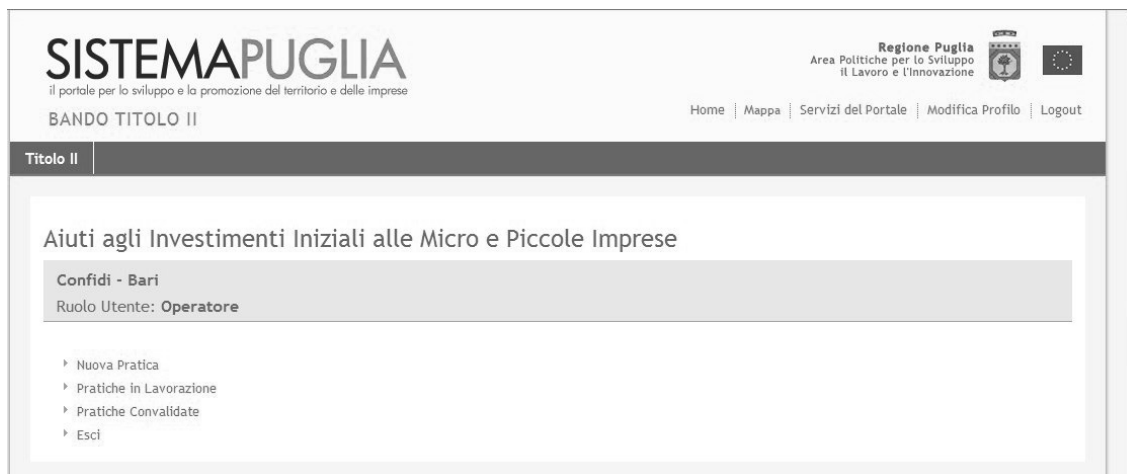 SISTEMAPUGLIA
il portale per lo sviluppo e la promozione del territorio e delle imprese
BANDO TITOLO II
Regione Puglia
Area Politiche per lo Sviluppo
il Lavoro e l'Innovazione
Home | Mappa | Servizi del Portale | Modifica Profilo | Logout
Titolo II
Aiuti agli Investimenti Iniziali alle Micro e Piccole Imprese
Confidi - Bari
Ruolo Utente: Operatore
Nuova Pratica
Pratiche in Lavorazione
Pratiche Convalidate
Esci